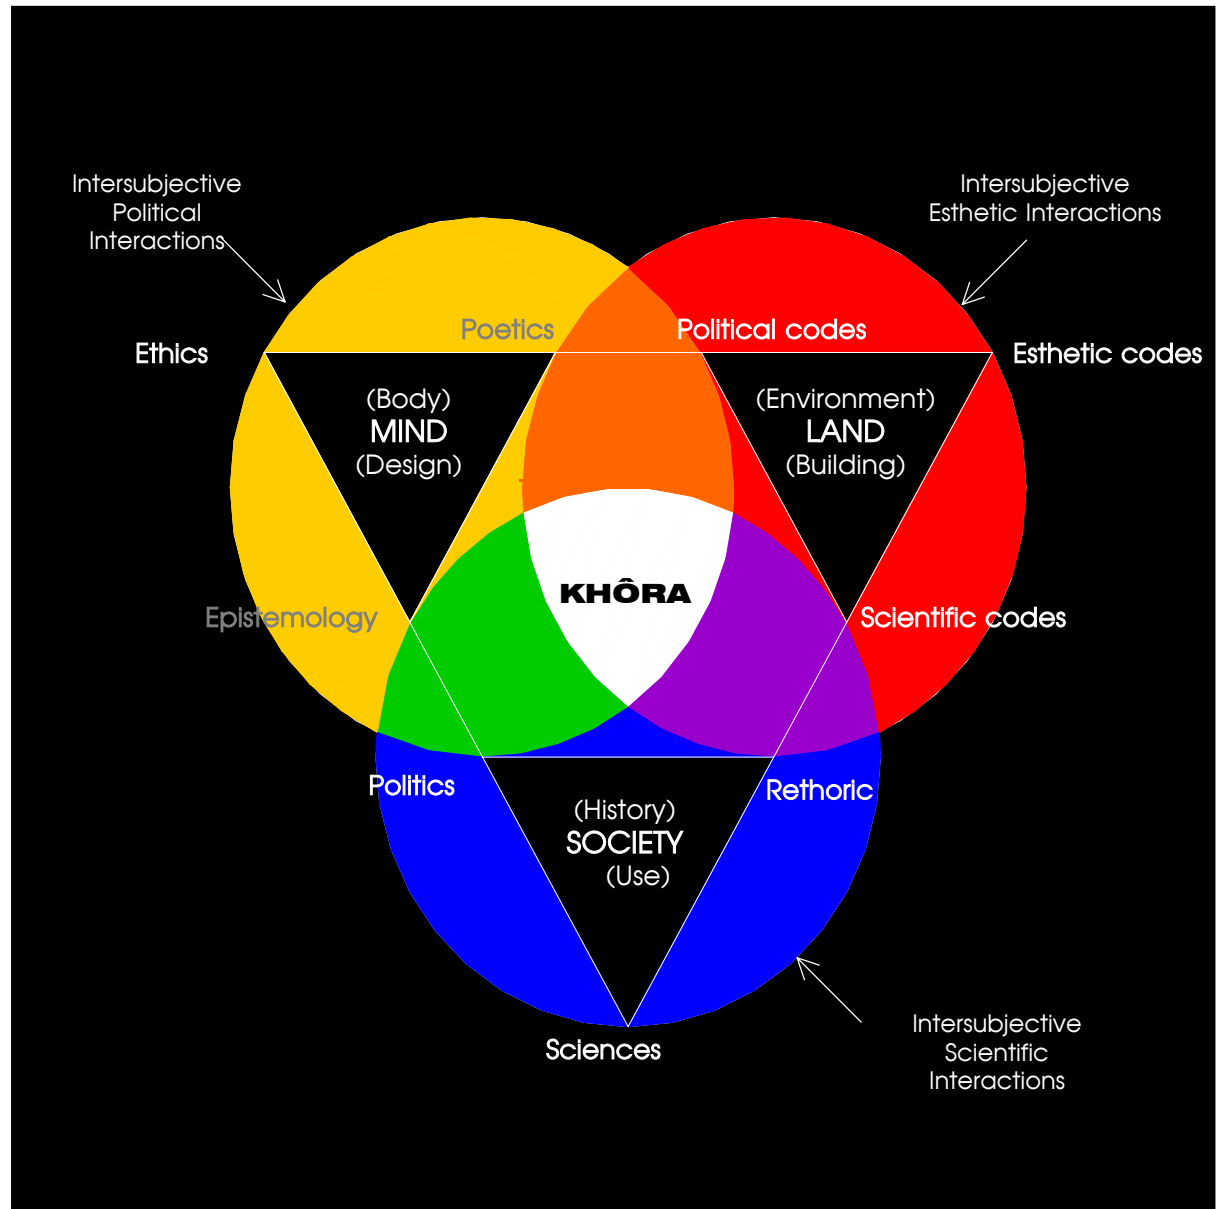 Intersubjective
Political
Interactions
Intersubjective
Esthetic Interactions
Poetics
Political codes
Ethics
Esthetic codes
(Body)
MIND
(Design)
(Environment)
LAND
(Building)
KHÔRA
Epistemology
Scientific codes
Politics
Rethoric
(History)
SOCIETY
(Use)
Sciences
Intersubjective
Scientific
Interactions